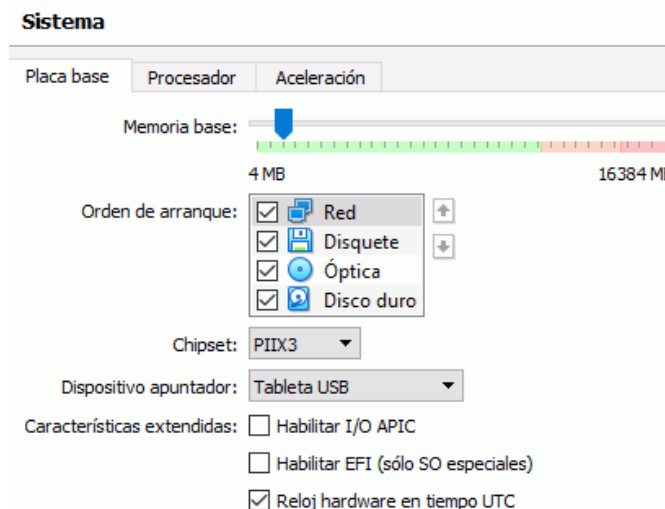 Sistema
Placa base Procesador Aceleración
Memoria base:
4 MB 16384 M
Orden de arranque: Red
Disquete
Óptica
Disco duro
Chipset: PIIX3
Dispositivo apuntador: Tableta USB
Características extendidas: Habilitar I/O APIC
Habilitar EFI (sólo SO especiales)
Reloj hardware en tiempo UTC